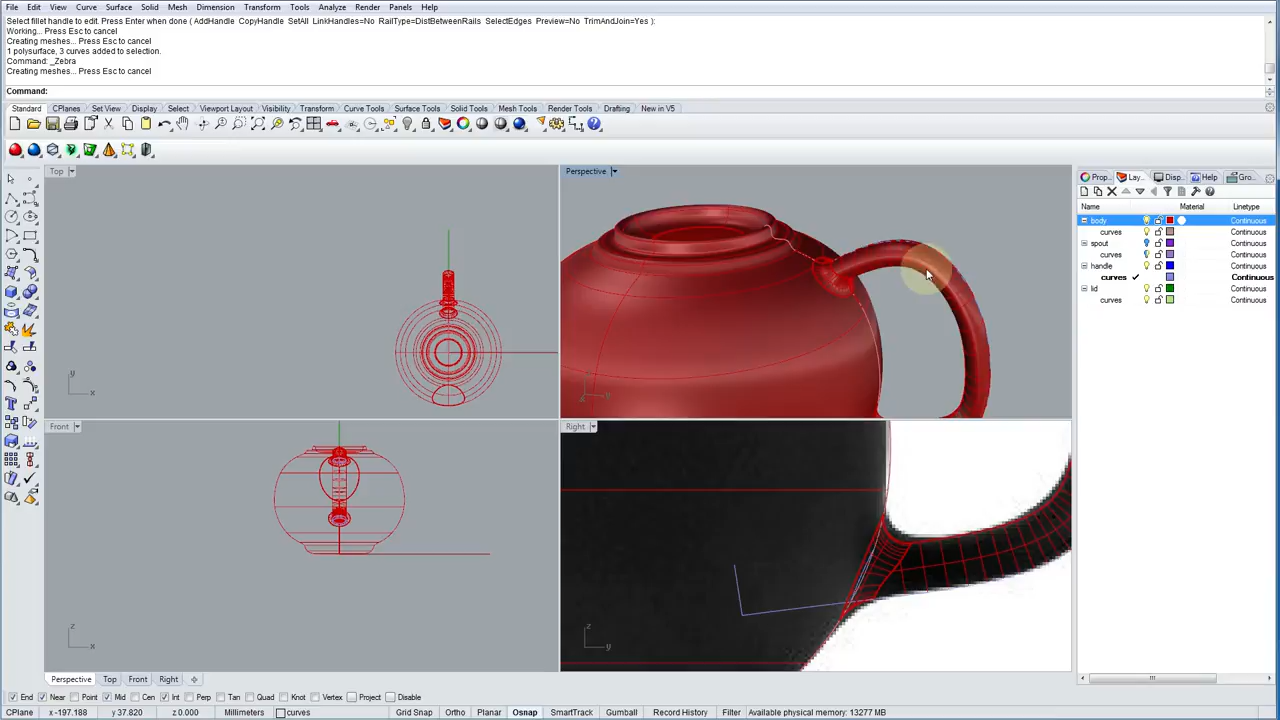 File Edit View Curve Surface Solid Mesh Dimension Transform Tools Analyze Render Panels Help
Select fillet handle to edit. Press Enter when done ( AddHandle CopyHandle SetAll LinkHandles=No RailType=DistBetweenRails SelectEdges Preview=No TrimAndJoin=Yes ):
Working... Press Esc to cancel
Creating meshes... Press Esc to cancel
1 polysurface, 3 curves added to selection.
Command: _Zebra
Creating meshes... Press Esc to cancel
Command:
Standard CPlanes Set View Display Select Viewport Layout Visibility Transform Curve Tools Surface Tools Solid Tools Mesh Tools Render Tools Drafting New in V5
Top
Perspective
Prop... Lay... Disp... Help Gro...
Name Material Linetype
body Continuous
curves Continuous
spout Continuous
curves Continuous
handle Continuous
curves Continuous
lid Continuous
curves Continuous
y
x
Front
Right
z
x
z
y
Perspective Top Front Right
End Near Point Mid Cen Int Perp Tan Quad Knot Vertex Project Disable
CPlane x -197.188 y 37.820 z 0.000 Millimeters curves Grid Snap Ortho Planar Osnap SmartTrack Gumball Record History Filter Available physical memory: 13277 MB